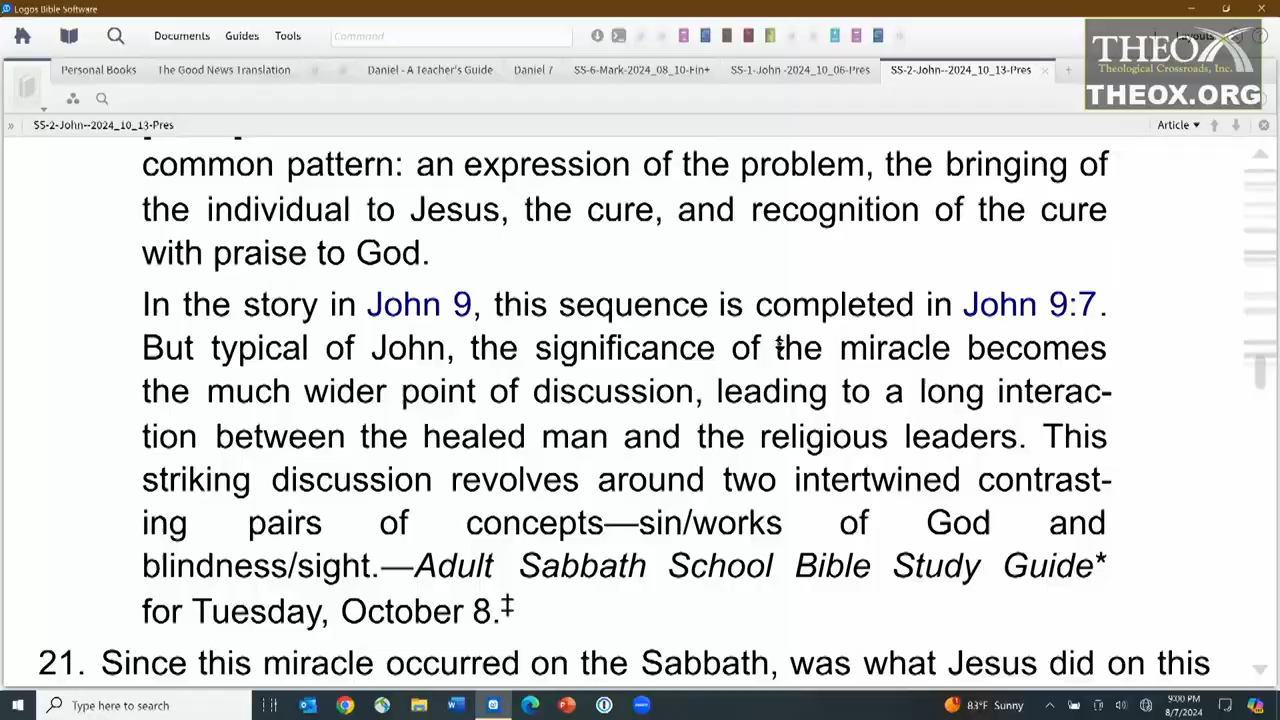 Logos Bible Software
Documents Guides Tools Command Layouts
THEOX
Theological Crossroads, Inc.
THEOX.ORG
Personal Books The Good News Translation Daniel 7 SS-6-Mark-2024_08_10-Fin+ SS-1-John -2024_10_06-Pres SS-2-John--2024_10_13-Pres
SS-2-John--2024_10_13-Pres Article
common pattern: an expression of the problem, the bringing of
the individual to Jesus, the cure, and recognition of the cure
with praise to God.
In the story in John 9, this sequence is completed in John 9:7.
But typical of John, the significance of the miracle becomes
the much wider point of discussion, leading to a long interac-
tion between the healed man and the religious leaders. This
striking discussion revolves around two intertwined contrast-
ing pairs of concepts—sin/works of God and
blindness/sight.—Adult Sabbath School Bible Study Guide*
for Tuesday, October 8.‡
21. Since this miracle occurred on the Sabbath, was what Jesus did on this
Type here to search 83°F Sunny 9:00 PM
8/7/2024